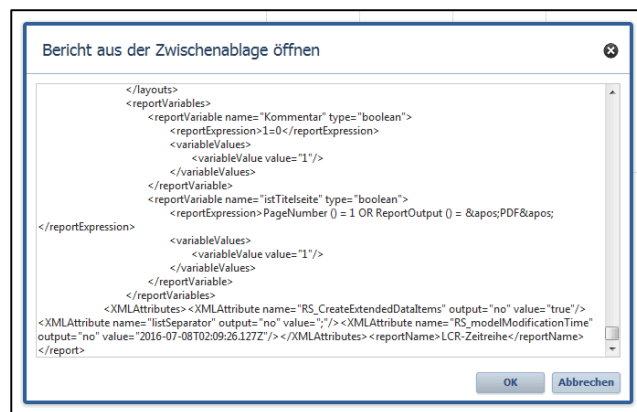 Bericht aus der Zwischenablage öffnen
</layouts>
<reportVariables>
<reportVariable name="Kommentar" type="boolean">
<reportExpression>1=0</reportExpression>
<variableValues>
<variableValue value="1"/>
</variableValues>
</reportVariable>
<reportVariable name="istTitelseite" type="boolean">
<reportExpression>PageNumber () = 1 OR ReportOutput () = &apos;PDF&apos;
</reportExpression>
<variableValues>
<variableValue value="1"/>
</variableValues>
</reportVariable>
</reportVariables>
<XMLAttributes><XMLAttribute name="RS_CreateExtendedDataItems" output="no" value="true"/>
<XMLAttribute name="listSeparator" output="no" value=";"/><XMLAttribute name="RS_modelModificationTime"
output="no" value="2016-07-08T02:09:26.127Z"/></XMLAttributes><reportName>LCR-Zeitreihe</reportName>
</report>
OK Abbrechen